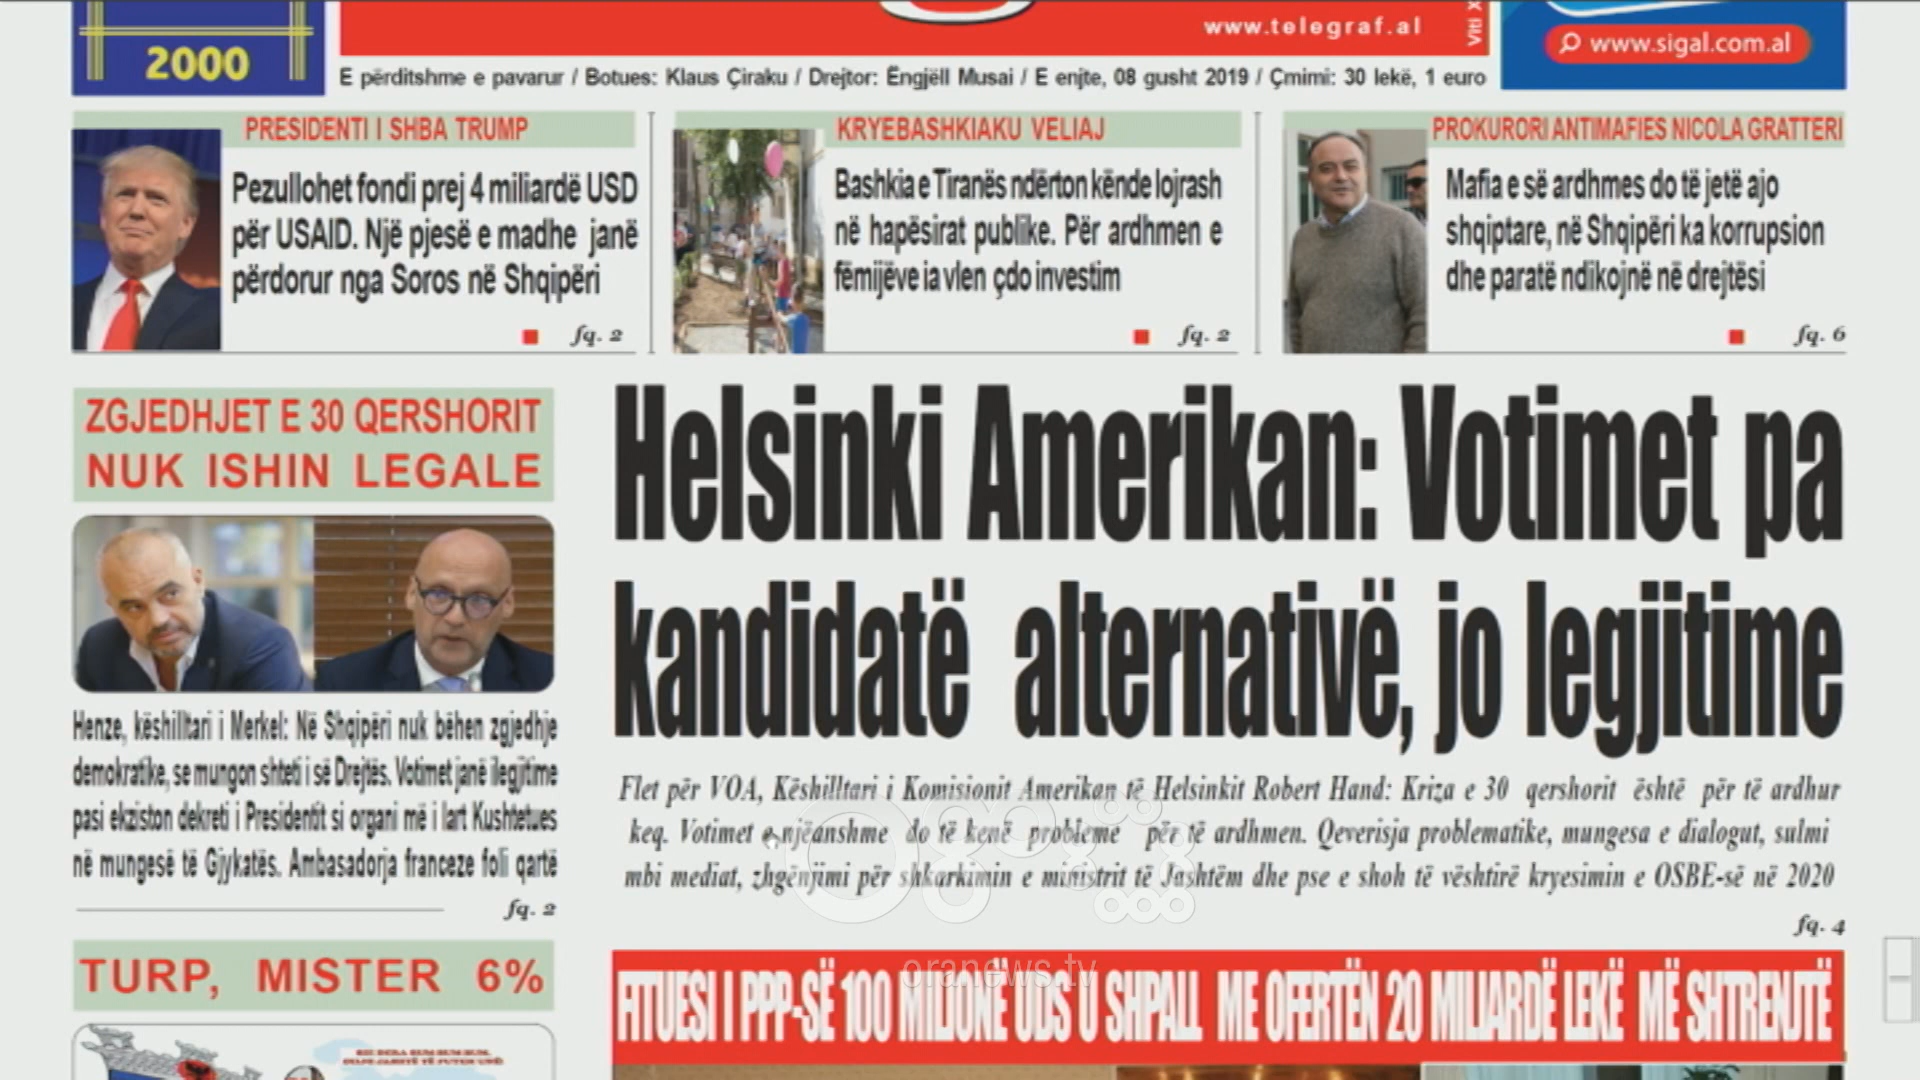 2000
www.telegraf.al
Viti X
www.sigal.com.al
E përditshme e pavarur / Botues: Klaus Çiraku / Drejtor: Ëngjëll Musai / E enjte, 08 gusht 2019 / Çmimi: 30 lekë, 1 euro
PRESIDENTI I SHBA TRUMP
Pezullohet fondi prej 4 miliardë USD
për USAID. Një pjesë e madhe janë
përdorur nga Soros në Shqipëri
fq. 2
KRYEBASHKIAKU VELIAJ
Bashkia e Tiranës ndërton kënde lojrash
në hapësirat publike. Për ardhmen e
fëmijëve ia vlen çdo investim
fq. 2
PROKURORI ANTIMAFIES NICOLA GRATTERI
Mafia e së ardhmes do të jetë ajo
shqiptare, në Shqipëri ka korrupsion
dhe paratë ndikojnë në drejtësi
fq. 6
ZGJEDHJET E 30 QERSHORIT
NUK ISHIN LEGALE
Henze, këshilltari i Merkel: Në Shqipëri nuk bëhen zgjedhje
demokratike, se mungon shteti i së Drejtës. Votimet janë ilegjitime
pasi ekziston dekreti i Presidentit si organi më i lart Kushtetues
në mungesë të Gjykatës. Ambasadorja franceze foli qartë
fq. 2
Helsinki Amerikan: Votimet pa
kandidatë alternativë, jo legjitime
Flet për VOA, Këshilltari i Komisionit Amerikan të Helsinkit Robert Hand: Kriza e 30 qershorit është për të ardhur
keq. Votimet e njëanshme do të kenë probleme për të ardhmen. Qeverisja problematike, mungesa e dialogut, sulmi
mbi mediat, zhgënjimi për shkarkimin e ministrit të Jashtëm dhe pse e shoh të vështirë kryesimin e OSBE-së në 2020
fq. 4
TURP, MISTER 6%
oranews.tv
FITUESI I PPP-SË 100 MILIONË UDS U SHPALL ME OFERTËN 20 MILIARDË LEKË MË SHTRENJTË